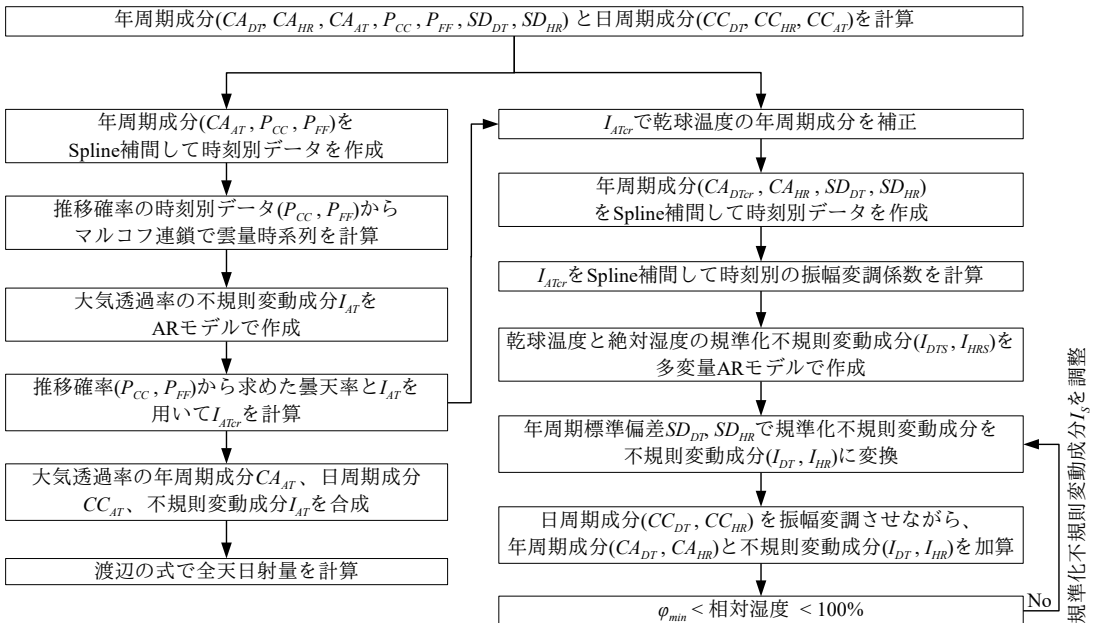 年周期成分(CA_DT, CA_HR, CA_AT, P_CC, P_FF, SD_DT, SD_HR) と日周期成分(CC_DT, CC_HR, CC_AT)を計算
年周期成分(CA_AT, P_CC, P_FF)を
Spline補間して時刻別データを作成
推移確率の時刻別データ(P_CC, P_FF)から
マルコフ連鎖で雲量時系列を計算
大気透過率の不規則変動成分I_ATを
ARモデルで作成
推移確率(P_CC, P_FF)から求めた曇天率とI_ATを
用いてI_ATcrを計算
大気透過率の年周期成分CA_AT、日周期成分
CC_AT、不規則変動成分I_ATを合成
渡辺の式で全天日射量を計算
I_ATcrで乾球温度の年周期成分を補正
年周期成分(CA_DTcr, CA_HR, SD_DT, SD_HR)
をSpline補間して時刻別データを作成
I_ATcrをSpline補間して時刻別の振幅変調係数を計算
乾球温度と絶対湿度の規準化不規則変動成分(I_DTS, I_HRS)を
多変量ARモデルで作成
年周期標準偏差SD_DT, SD_HRで規準化不規則変動成分を
不規則変動成分(I_DT, I_HR)に変換
日周期成分(CC_DT, CC_HR) を振幅変調させながら、
年周期成分(CA_DT, CA_HR)と不規則変動成分(I_DT, I_HR)を加算
φ_min < 相対湿度 < 100%
No
規準化不規則変動成分I_Sを調整